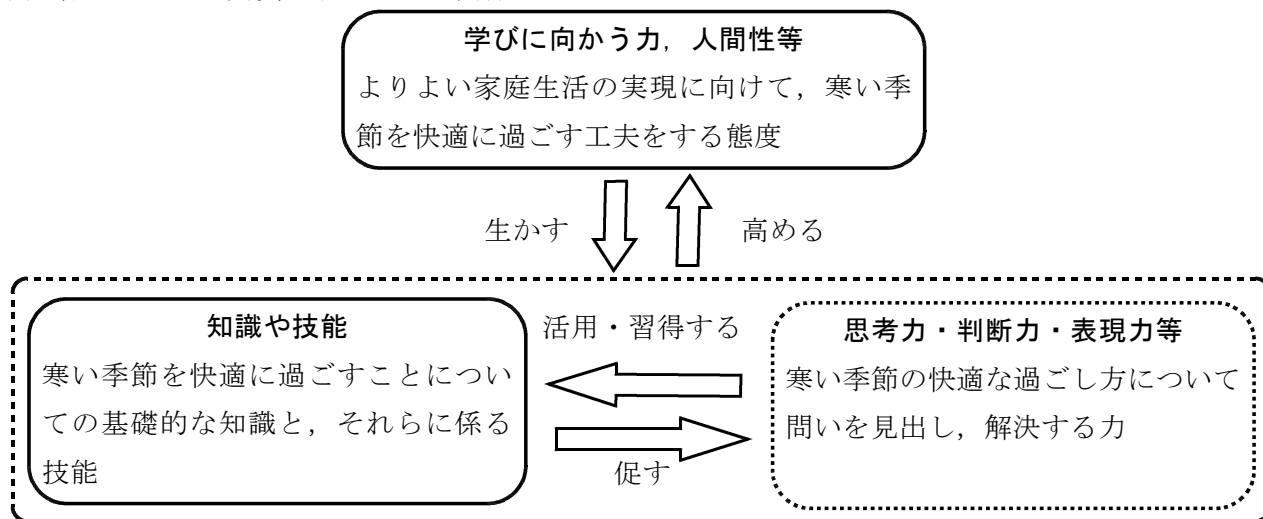 学びに向かう力，人間性等
よりよい家庭生活の実現に向けて，寒い季
節を快適に過ごす工夫をする態度
生かす
高める
知識や技能
寒い季節を快適に過ごすことについ
ての基礎的な知識と，それらに係る
技能
活用・習得する
促す
思考力・判断力・表現力等
寒い季節の快適な過ごし方について
問いを見出し，解決する力